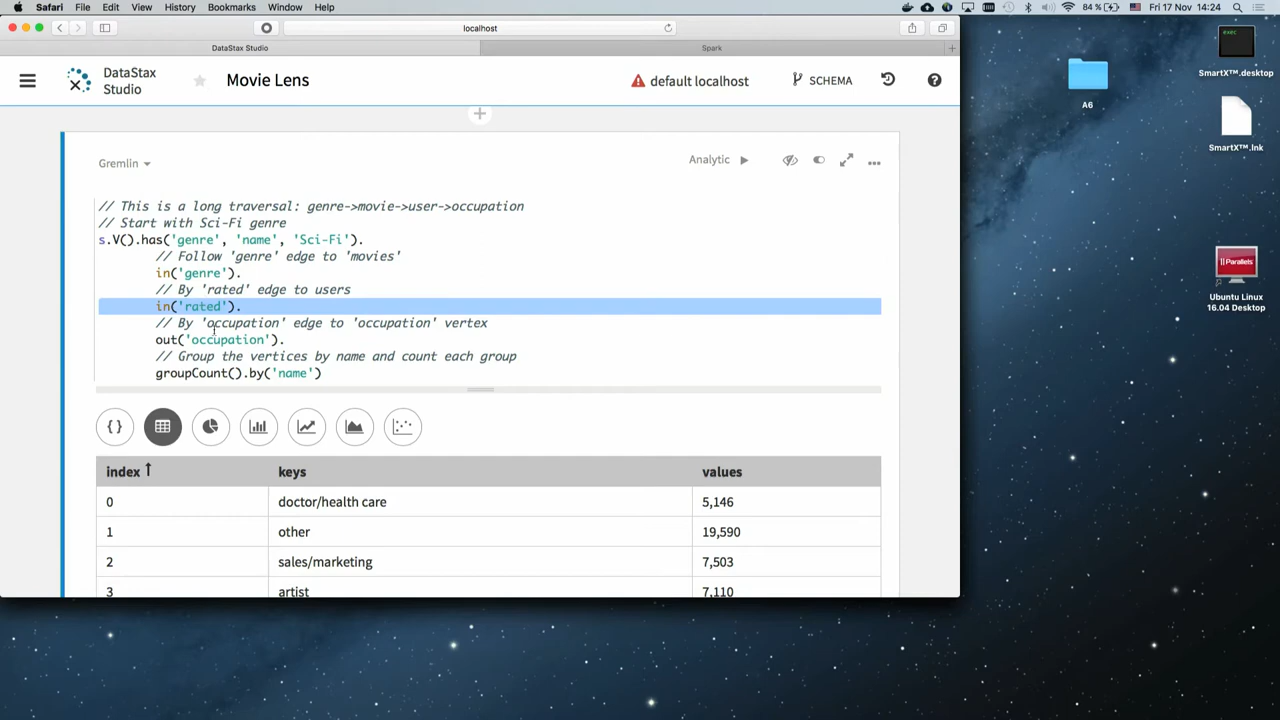 Safari File Edit View History Bookmarks Window Help 84 % Fri 17 Nov 14:24
localhost
DataStax Studio Spark
DataStax
Studio
Movie Lens
default localhost
SCHEMA
Gremlin
Analytic
// This is a long traversal: genre->movie->user->occupation
// Start with Sci-Fi genre
s.V().has('genre', 'name', 'Sci-Fi').
// Follow 'genre' edge to 'movies'
in('genre').
// By 'rated' edge to users
in('rated').
// By 'occupation' edge to 'occupation' vertex
out('occupation').
// Group the vertices by name and count each group
groupCount().by('name')
index keys values
0 doctor/health care 5,146
1 other 19,590
2 sales/marketing 7,503
3 artist 7,110
A6
exec
SmartX™.desktop
SmartX™.lnk
|| Parallels
Ubuntu Linux
16.04 Desktop